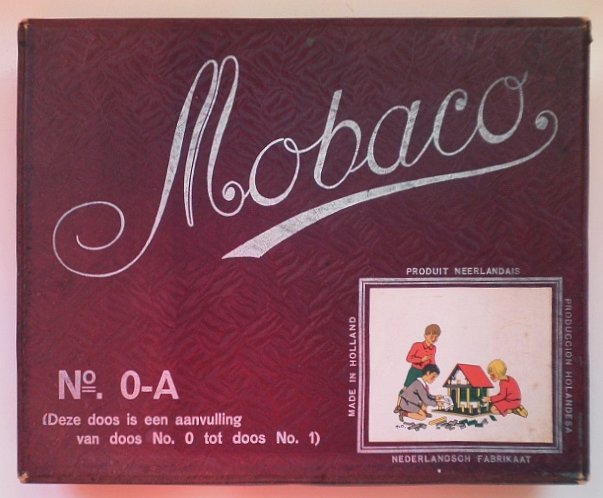 Mobaco
PRODUIT NEERLANDAIS
MADE IN HOLLAND
PRODUCCION HOLANDESA
NEDERLANDSCH FABRIKAAT
Nº. 0-A
(Deze doos is een aanvulling
van doos No. 0 tot doos No. 1)